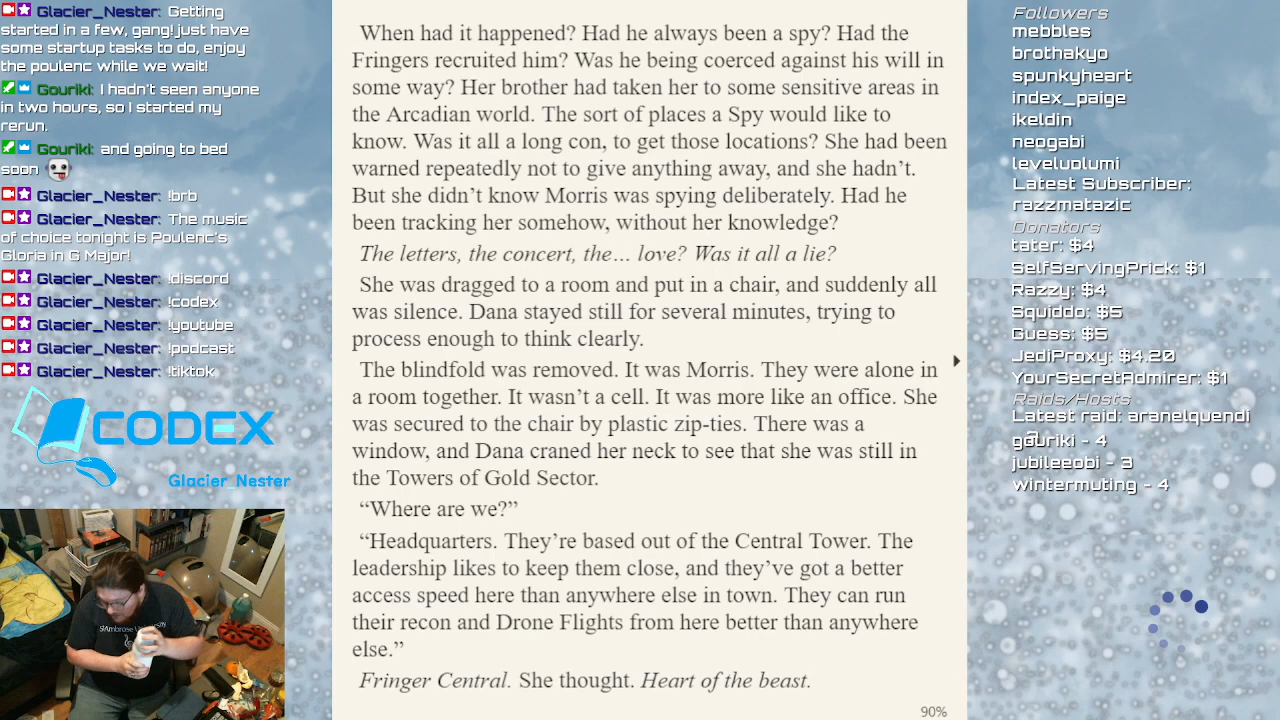 Glacier_Nester: Getting
started in a few, gang! just have
some startup tasks to do, enjoy
the poulenc while we wait!
Gouriki: I hadn't seen anyone
in two hours, so I started my
rerun.
Gouriki: and going to bed
soon
Glacier_Nester: !brb
Glacier_Nester: The music
of choice tonight is Poulenc's
Gloria in G Major!
Glacier_Nester: !discord
Glacier_Nester: !codex
Glacier_Nester: !youtube
Glacier_Nester: !podcast
Glacier_Nester: !tiktok
CODEX
Glacier_Nester
When had it happened? Had he always been a spy? Had the
Fringers recruited him? Was he being coerced against his will in
some way? Her brother had taken her to some sensitive areas in
the Arcadian world. The sort of places a Spy would like to
know. Was it all a long con, to get those locations? She had been
warned repeatedly not to give anything away, and she hadn’t.
But she didn’t know Morris was spying deliberately. Had he
been tracking her somehow, without her knowledge?
The letters, the concert, the… love? Was it all a lie?
She was dragged to a room and put in a chair, and suddenly all
was silence. Dana stayed still for several minutes, trying to
process enough to think clearly.
The blindfold was removed. It was Morris. They were alone in
a room together. It wasn’t a cell. It was more like an office. She
was secured to the chair by plastic zip-ties. There was a
window, and Dana craned her neck to see that she was still in
the Towers of Gold Sector.
“Where are we?”
“Headquarters. They’re based out of the Central Tower. The
leadership likes to keep them close, and they’ve got a better
access speed here than anywhere else in town. They can run
their recon and Drone Flights from here better than anywhere
else.”
Fringer Central. She thought. Heart of the beast.
90%
Followers
mebbles
brothakyo
spunkyheart
index_paige
ikeldin
neogabi
leveluolumi
Latest Subscriber:
razzmatazic
Donators
tater: $4
SelfServingPrick: $1
Razzy: $4
Squiddo: $5
Guess: $5
JediProxy: $4.20
YourSecretAdmirer: $1
Raids/Hosts
Latest raid: aranelquendi
gouriki - 4
jubileeobi - 3
wintermuting - 4